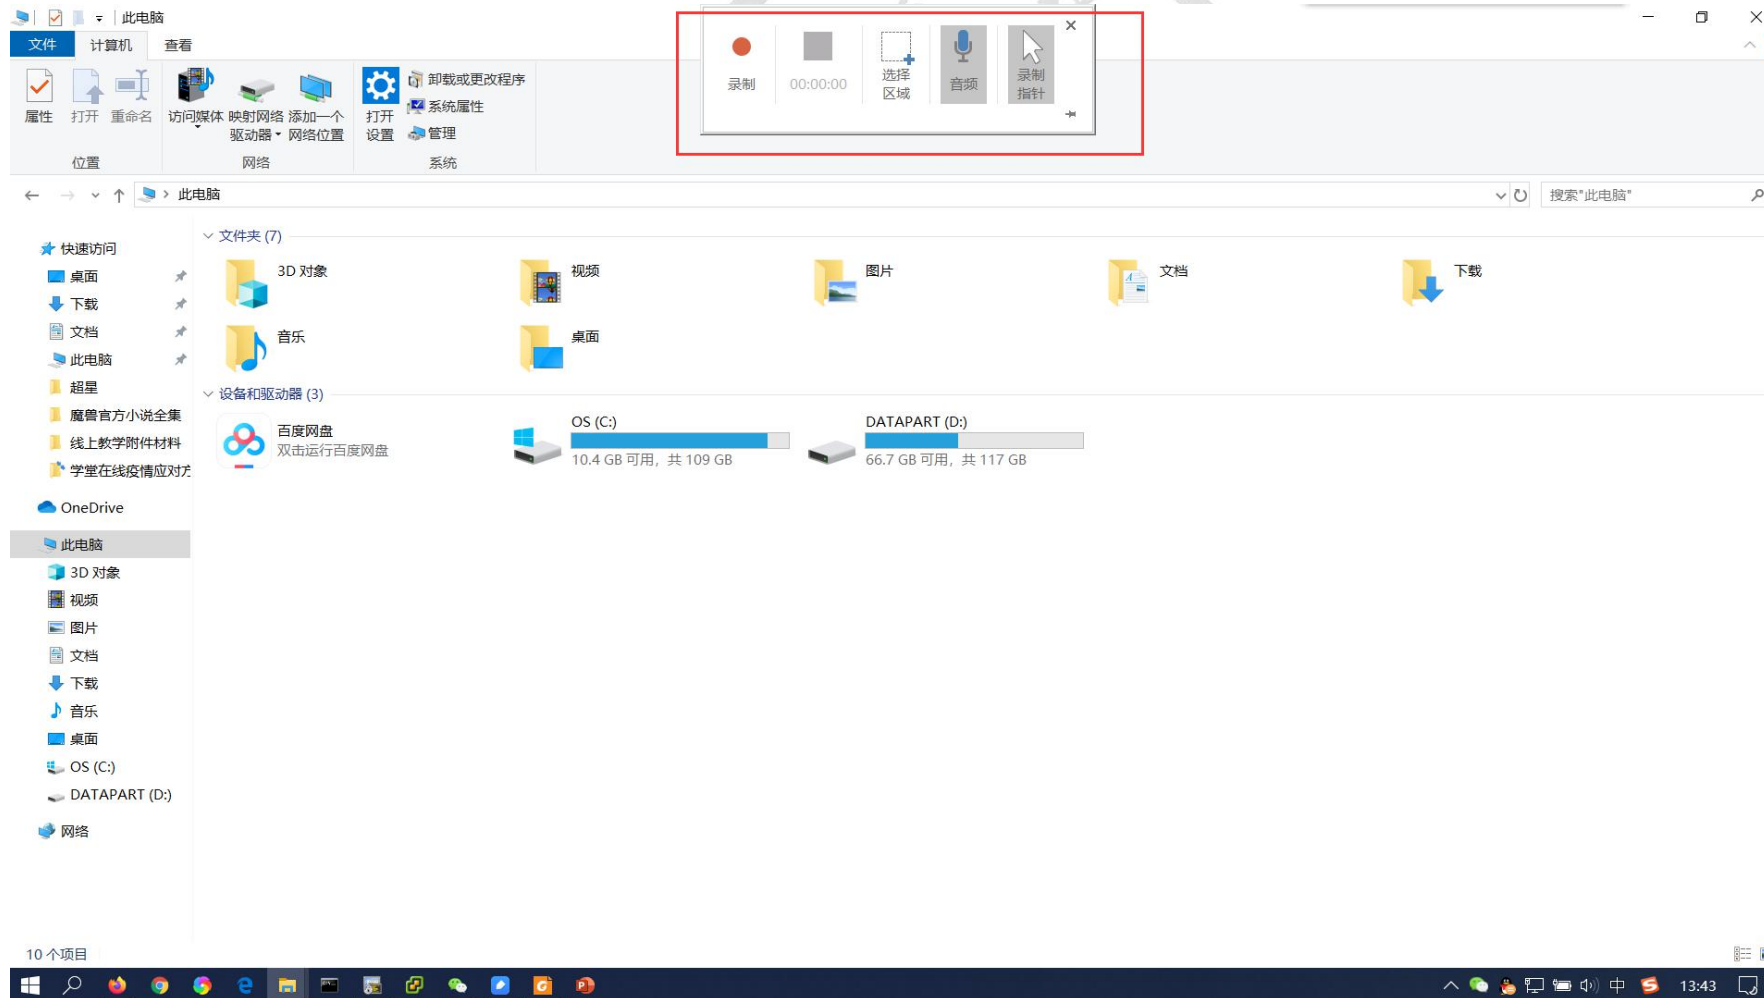 此电脑
文件 计算机 查看
属性 打开 重命名
访问媒体 映射网络 添加一个
驱动器 网络位置
打开
设置
卸载或更改程序
系统属性
管理
位置 网络 系统
录制 00:00:00
选择
区域
音频
录制
指针
此电脑
搜索"此电脑"
快速访问
桌面
下载
文档
此电脑
超星
魔兽官方小说全集
线上教学附件材料
学堂在线疫情应对方
OneDrive
此电脑
3D 对象
视频
图片
文档
下载
音乐
桌面
OS (C:)
DATAPART (D:)
网络
文件夹 (7)
3D 对象
视频
图片
文档
下载
音乐
桌面
设备和驱动器 (3)
百度网盘
双击运行百度网盘
OS (C:)
10.4 GB 可用，共 109 GB
DATAPART (D:)
66.7 GB 可用，共 117 GB
10 个项目
中
13:43